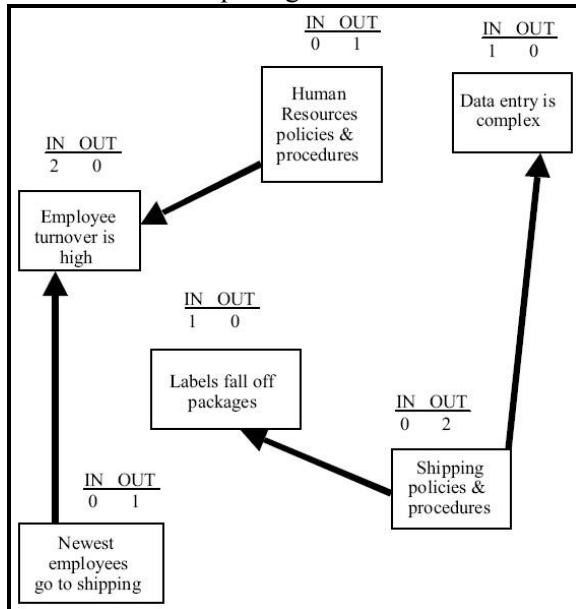 IN OUT
0 1
Human
Resources
policies &
procedures
IN OUT
1 0
Data entry is
complex
IN OUT
2 0
Employee
turnover is
high
IN OUT
1 0
Labels fall off
packages
IN OUT
0 2
Shipping
policies &
procedures
IN OUT
0 1
Newest
employees
go to shipping